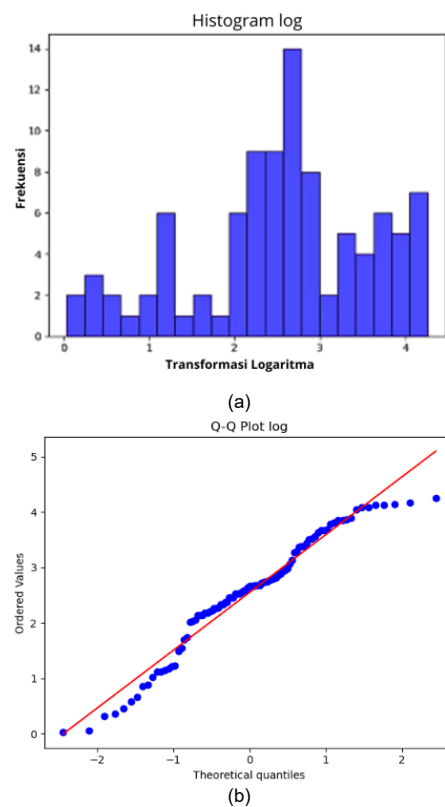 Histogram log
14
12
10
8
6
4
2
0
Frekuensi
0 1 2 3 4
Transformasi Logaritma
(a)
Q-Q Plot log
5
4
3
2
1
0
Ordered Values
−2 −1 0 1 2
Theoretical quantiles
(b)